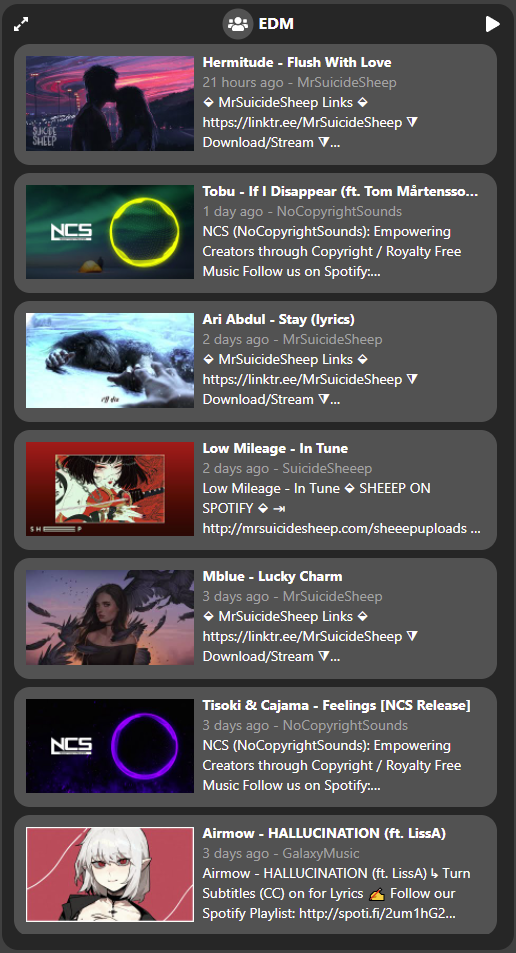 EDM
Hermitude - Flush With Love
21 hours ago - MrSuicideSheep
⬙ MrSuicideSheep Links ⬙
https://linktr.ee/MrSuicideSheep ⧩
Download/Stream ⧩...
SUICIDE
SHEEP
Tobu - If I Disappear (ft. Tom Mårtensso...
1 day ago - NoCopyrightSounds
NCS (NoCopyrightSounds): Empowering
Creators through Copyright / Royalty Free
Music Follow us on Spotify:...
NCS
Ari Abdul - Stay (lyrics)
2 days ago - MrSuicideSheep
⬙ MrSuicideSheep Links ⬙
https://linktr.ee/MrSuicideSheep ⧩
Download/Stream ⧩...
Low Mileage - In Tune
2 days ago - SuicideSheeep
Low Mileage - In Tune ⬙ SHEEEP ON
SPOTIFY ⬙ ⇥
http://mrsuicidesheep.com/sheeepuploads ...
S H P
Mblue - Lucky Charm
3 days ago - MrSuicideSheep
⬙ MrSuicideSheep Links ⬙
https://linktr.ee/MrSuicideSheep ⧩
Download/Stream ⧩...
Tisoki & Cajama - Feelings [NCS Release]
3 days ago - NoCopyrightSounds
NCS (NoCopyrightSounds): Empowering
Creators through Copyright / Royalty Free
Music Follow us on Spotify:...
NCS
Airmow - HALLUCINATION (ft. LissA)
3 days ago - GalaxyMusic
Airmow - HALLUCINATION (ft. LissA) ↳ Turn
Subtitles (CC) on for Lyrics ✍ Follow our
Spotify Playlist: http://spoti.fi/2um1hG2...